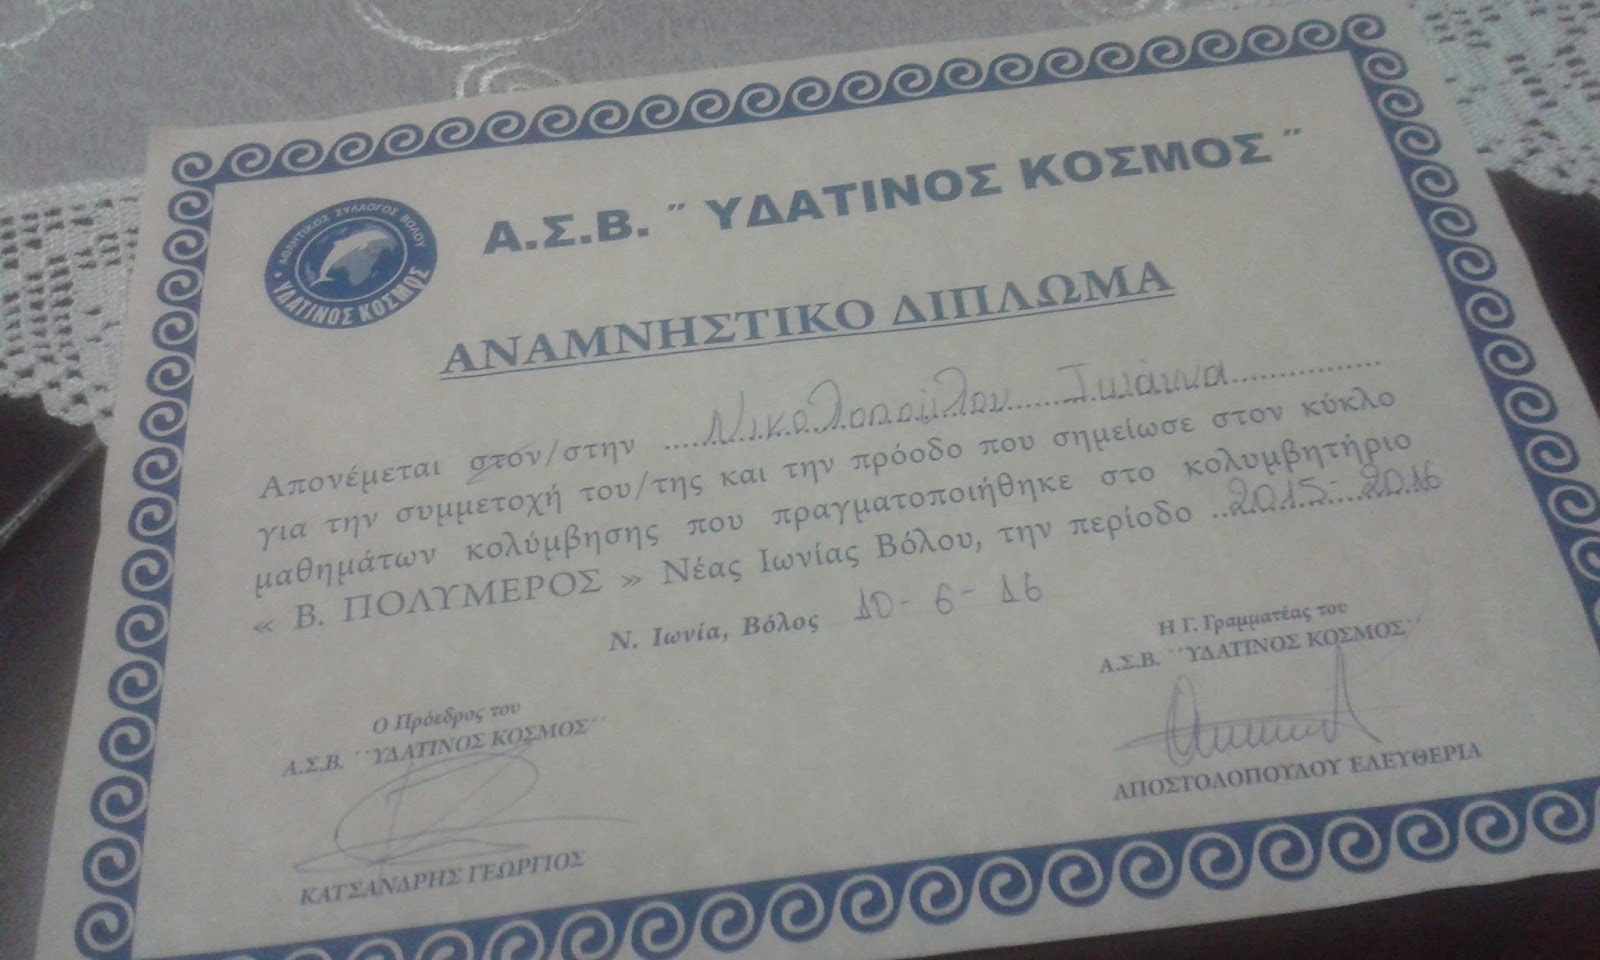 ΑΘΛΗΤΙΚΟΣ ΣΥΛΛΟΓΟΣ ΒΟΛΟΥ
ΥΔΑΤΙΝΟΣ ΚΟΣΜΟΣ
Α.Σ.Β. ¨ ΥΔΑΤΙΝΟΣ ΚΟΣΜΟΣ ¨
ΑΝΑΜΝΗΣΤΙΚΟ ΔΙΠΛΩΜΑ
Απονέμεται στον/στην ......Νικολοπούλου......Ιωάννα................
για την συμμετοχή του/της και την πρόοδο που σημείωσε στον κύκλο
μαθημάτων κολύμβησης που πραγματοποιήθηκε στο κολυμβητήριο
« Β. ΠΟΛΥΜΕΡΟΣ » Νέας Ιωνίας Βόλου, την περίοδο ..2015-2016
Ν. Ιωνία, Βόλος 10-6-16
Η Γ. Γραμματέας του
Α.Σ.Β. ´´ΥΔΑΤΙΝΟΣ ΚΟΣΜΟΣ´´
ΑΠΟΣΤΟΛΟΠΟΥΛΟΥ ΕΛΕΥΘΕΡΙΑ
Ο Πρόεδρος του
Α.Σ.Β. ´´ΥΔΑΤΙΝΟΣ ΚΟΣΜΟΣ´´
ΚΑΤΣΑΝΔΡΗΣ ΓΕΩΡΓΙΟΣ